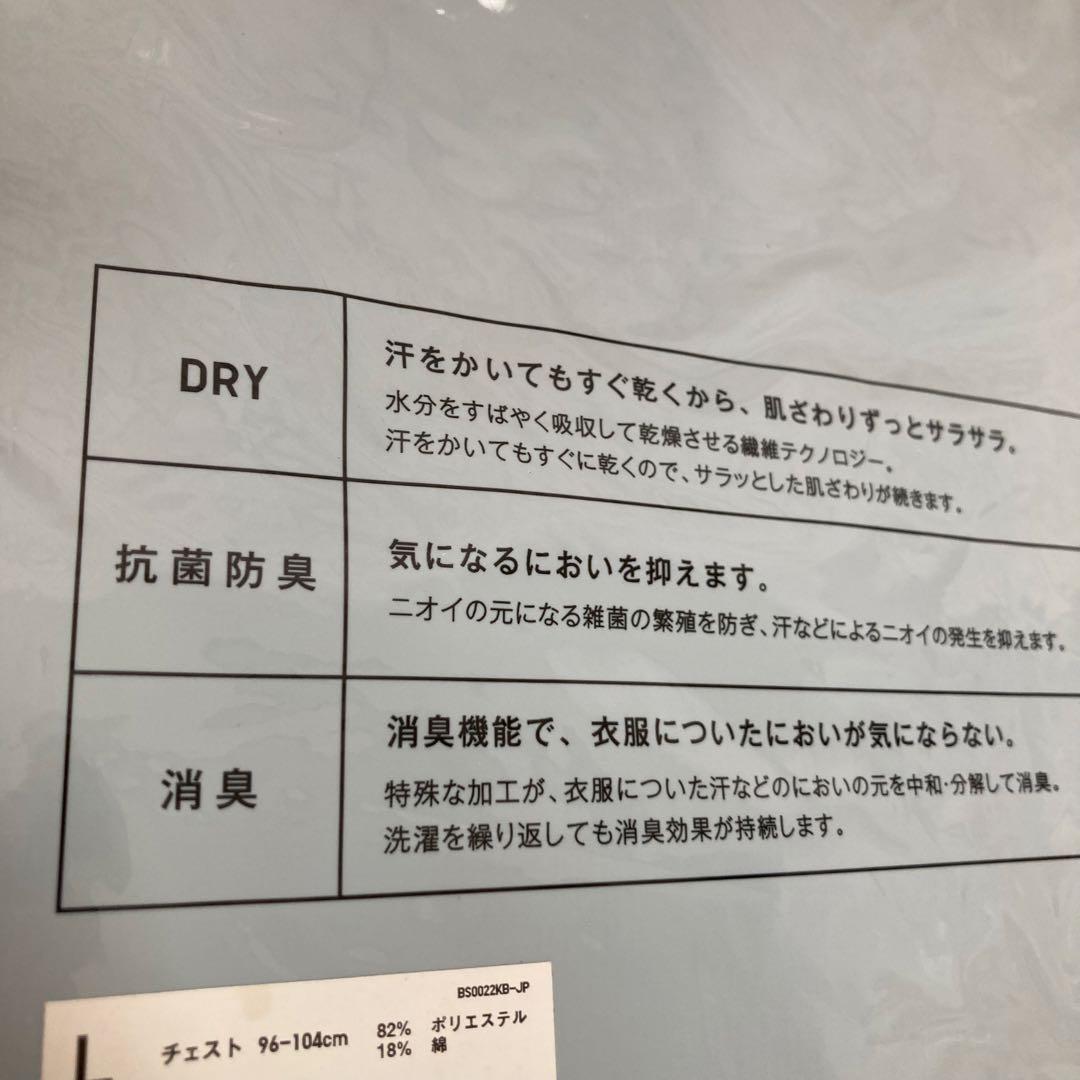 DRY
汗をかいてもすぐ乾くから、肌ざわりずっとサラサラ。
水分をすばやく吸収して乾燥させる繊維テクノロジー。
汗をかいてもすぐに乾くので、サラッとした肌ざわりが続きます。
抗菌防臭
気になるにおいを抑えます。
ニオイの元になる雑菌の繁殖を防ぎ、汗などによるニオイの発生を抑えます。
消臭
消臭機能で、衣服についたにおいが気にならない。
特殊な加工が、衣服についた汗などのにおいの元を中和・分解して消臭。
洗濯を繰り返しても消臭効果が持続します。
BS0022KB-JP
L
チェスト 96-104cm
82% ポリエステル
18% 綿